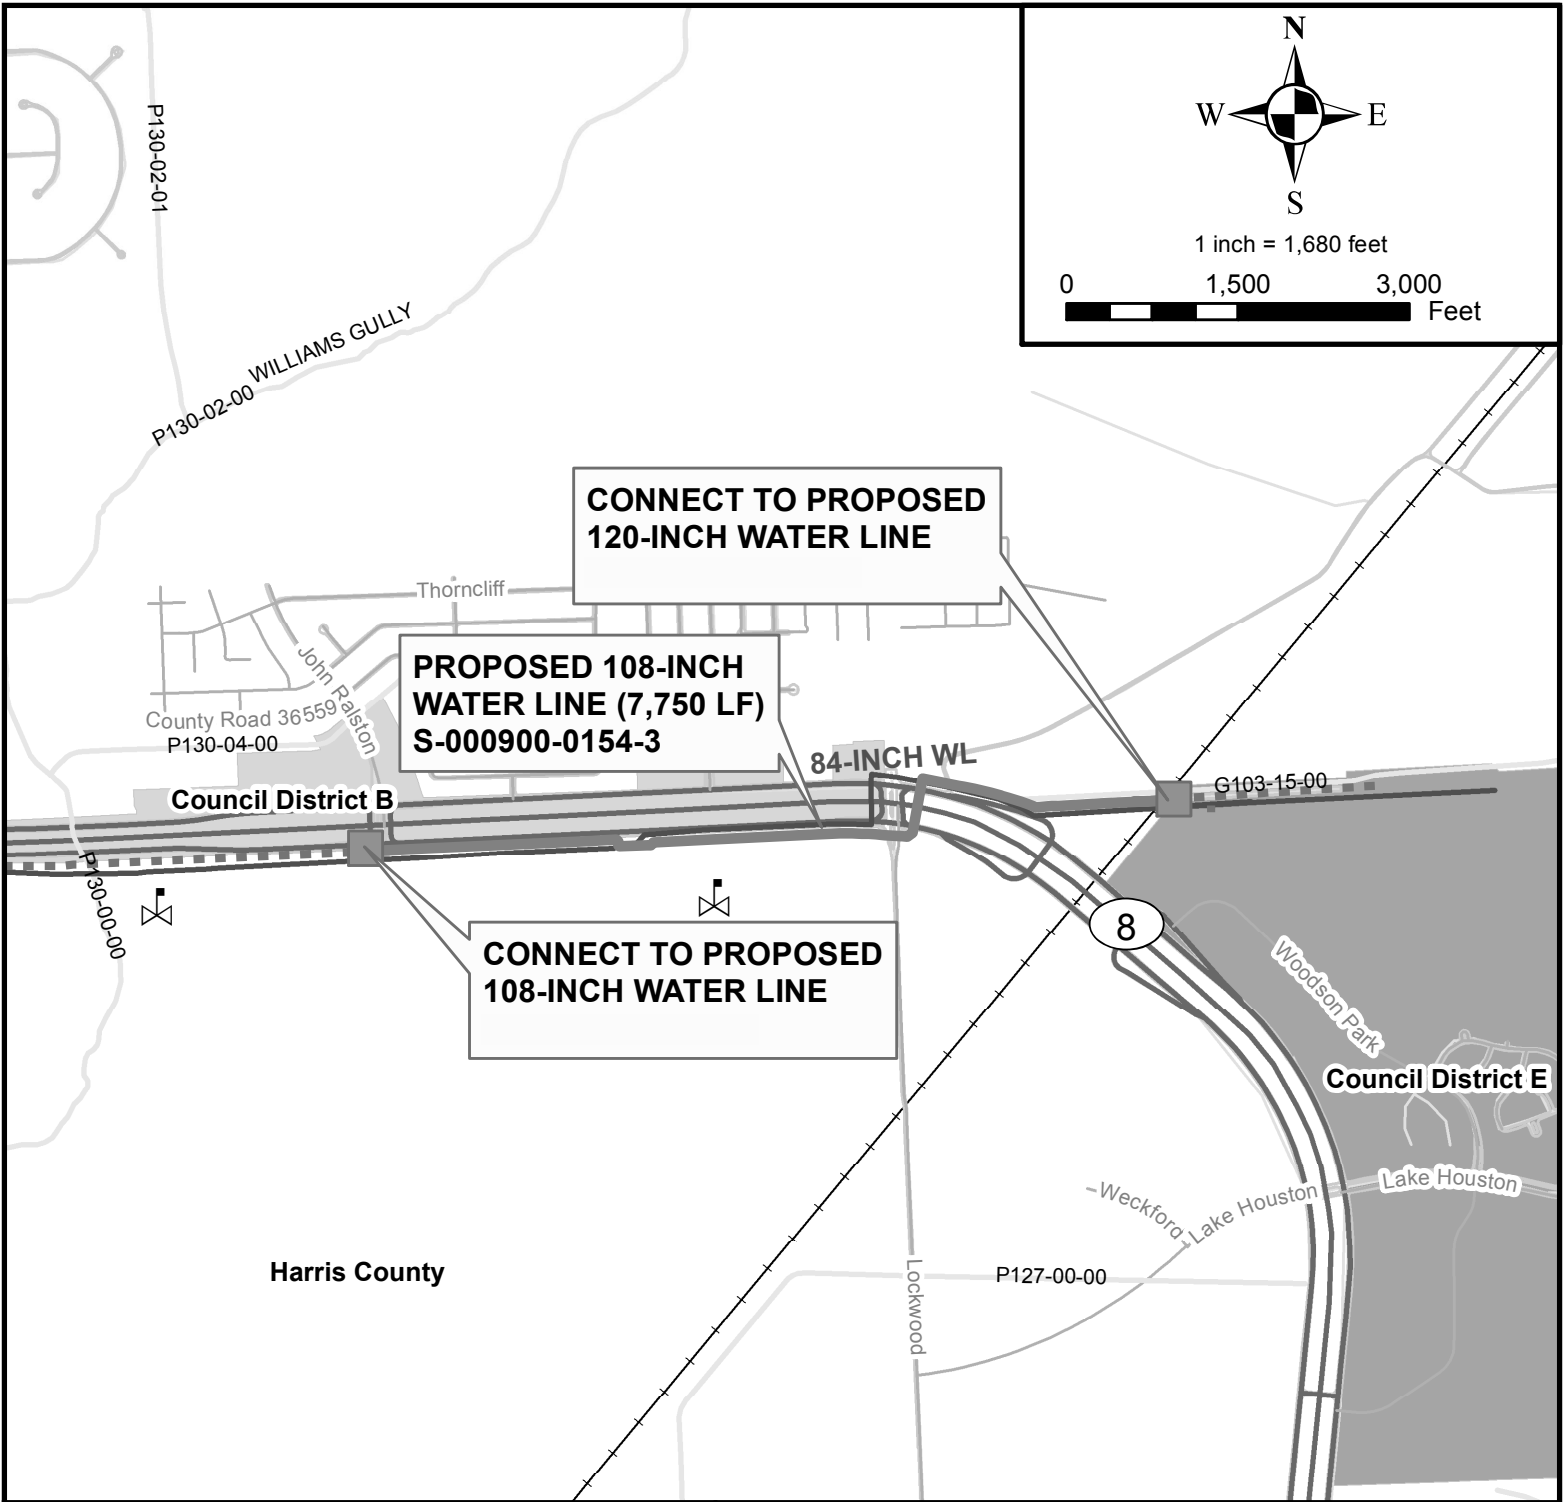 N
W E
S
1 inch = 1,680 feet
0 1,500 3,000
Feet
P130-02-01
WILLIAMS GULLY
P130-02-00
CONNECT TO PROPOSED
120-INCH WATER LINE
Thorncliff
PROPOSED 108-INCH
WATER LINE (7,750 LF)
S-000900-0154-3
John Ralston
County Road 36559
P130-04-00
84-INCH WL
G103-15-00
Council District B
P130-00-00
8
CONNECT TO PROPOSED
108-INCH WATER LINE
Woodson Park
Council District E
Lake Houston
Weckford
Lake Houston
Harris County
P127-00-00
Lockwood